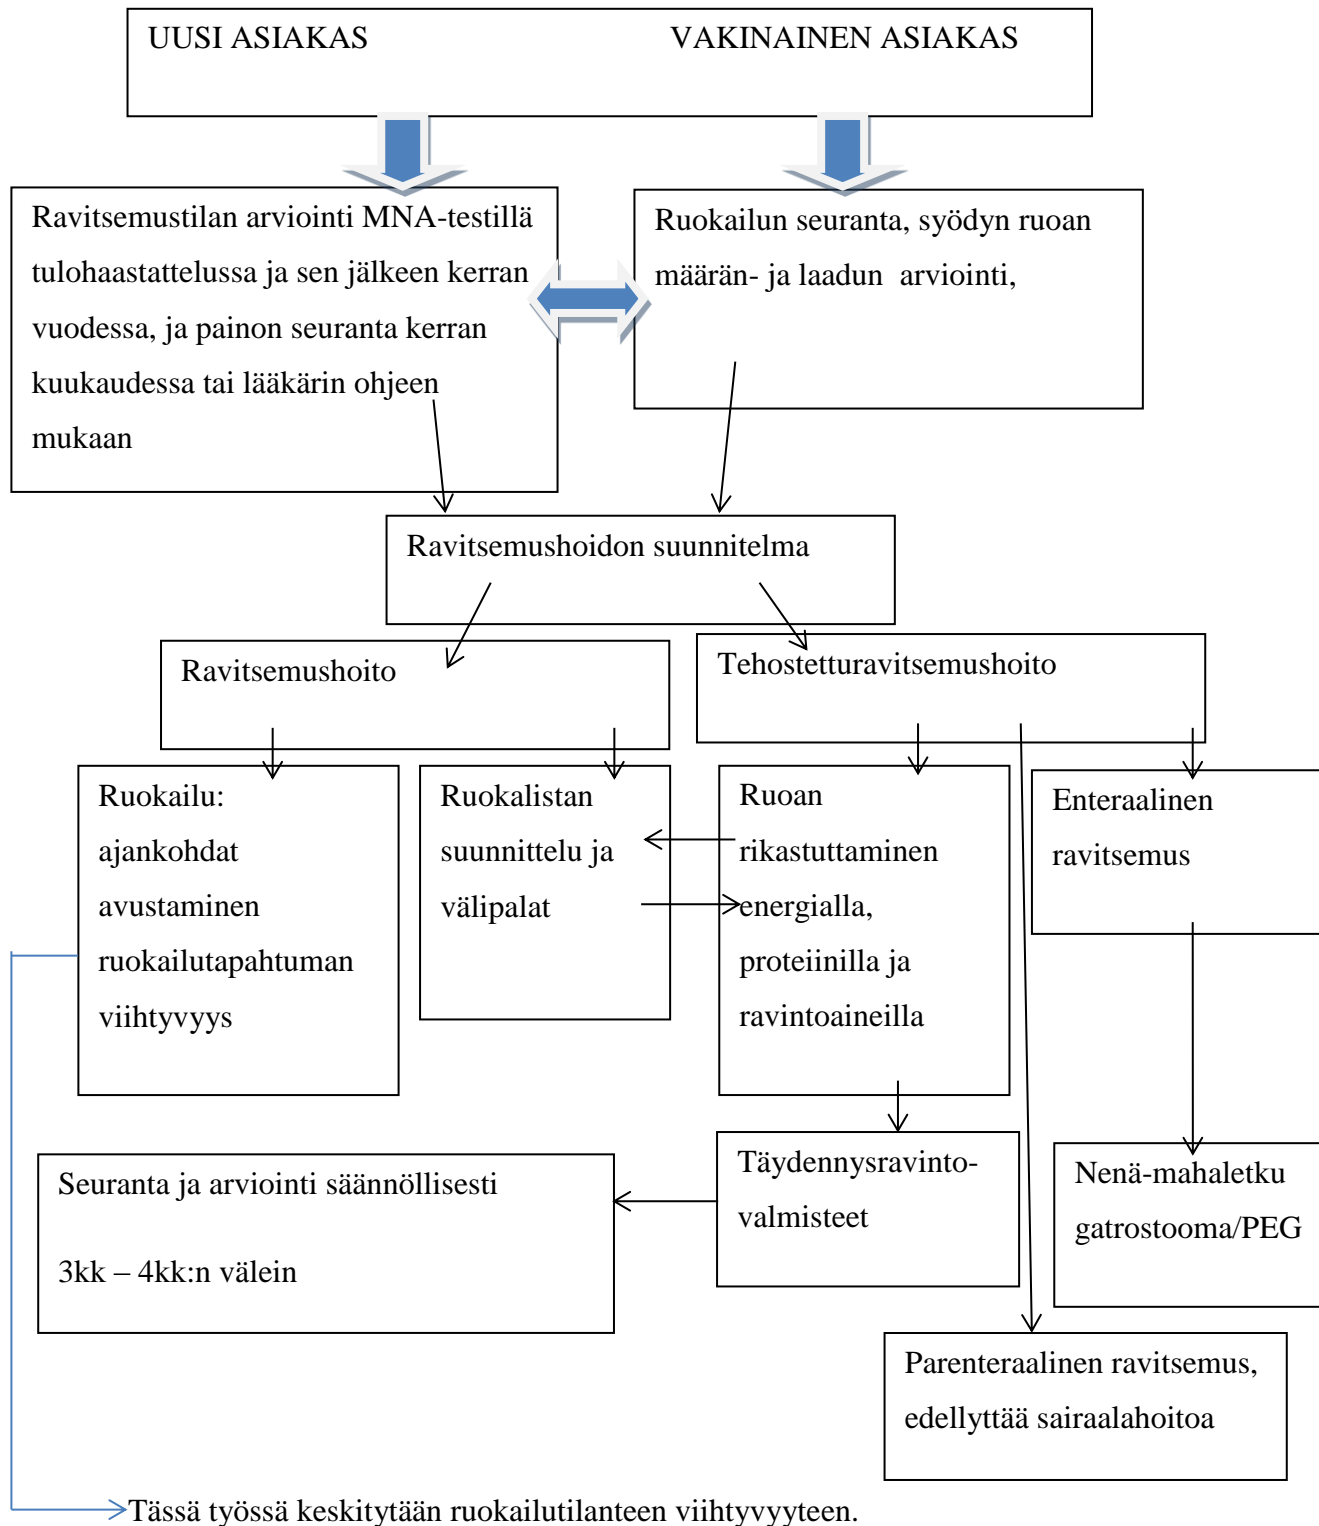 UUSI ASIAKAS VAKINAINEN ASIAKAS
Ravitsemustilan arviointi MNA-testillä
tulohaastattelussa ja sen jälkeen kerran
vuodessa, ja painon seuranta kerran
kuukaudessa tai lääkärin ohjeen
mukaan
Ruokailun seuranta, syödyn ruoan
määrän- ja laadun arviointi,
Ravitsemushoidon suunnitelma
Ravitsemushoito
Tehostetturavitsemushoito
Ruokailu:
ajankohdat
avustaminen
ruokailutapahtuman
viihtyvyys
Ruokalistan
suunnittelu ja
välipalat
Ruoan
rikastuttaminen
energialla,
proteiinilla ja
ravintoaineilla
Enteraalinen
ravitsemus
Seuranta ja arviointi säännöllisesti
3kk – 4kk:n välein
Täydennysravinto-
valmisteet
Nenä-mahaletku
gatrostooma/PEG
Parenteraalinen ravitsemus,
edellyttää sairaalahoitoa
Tässä työssä keskitytään ruokailutilanteen viihtyvyyteen.